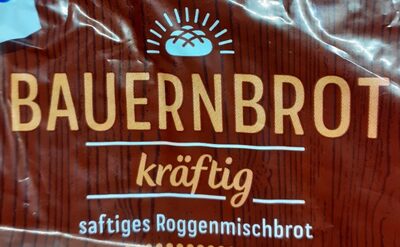 BAUERNBROT
kräftig
saftiges Roggenmischbrot